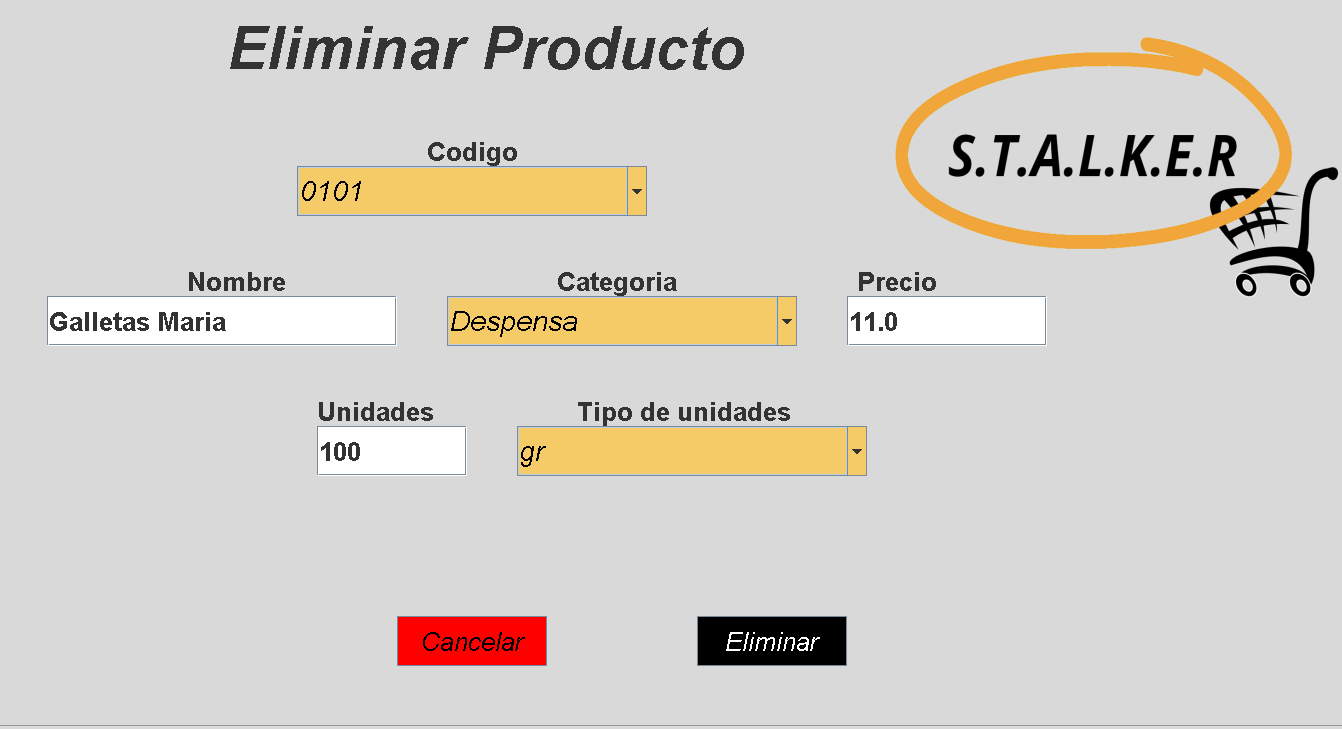 Eliminar Producto
S.T.A.L.K.E.R
Codigo
0101
Nombre Categoria Precio
Galletas Maria Despensa 11.0
Unidades Tipo de unidades
100 gr
Cancelar Eliminar